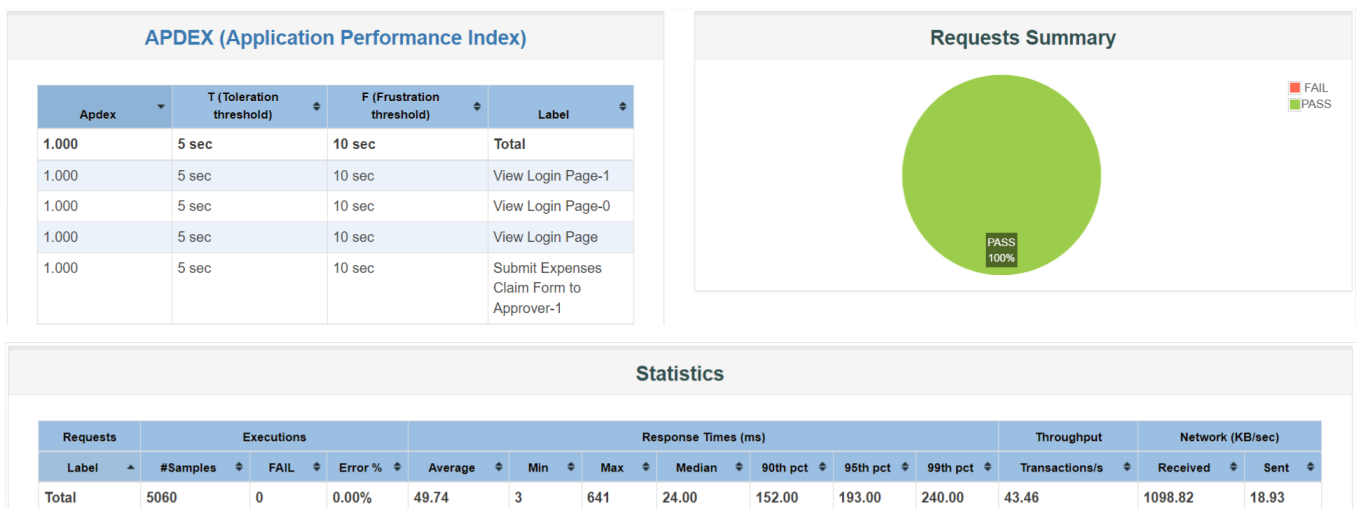 APDEX (Application Performance Index)
Apdex T (Toleration threshold) F (Frustration threshold) Label
1.000 5 sec 10 sec Total
1.000 5 sec 10 sec View Login Page-1
1.000 5 sec 10 sec View Login Page-0
1.000 5 sec 10 sec View Login Page
1.000 5 sec 10 sec Submit Expenses
Claim Form to
Approver-1
Requests Summary
FAIL
PASS
PASS
100%
Statistics
Requests Executions Response Times (ms) Throughput Network (KB/sec)
Label #Samples FAIL Error % Average Min Max Median 90th pct 95th pct 99th pct Transactions/s Received Sent
Total 5060 0 0.00% 49.74 3 641 24.00 152.00 193.00 240.00 43.46 1098.82 18.93